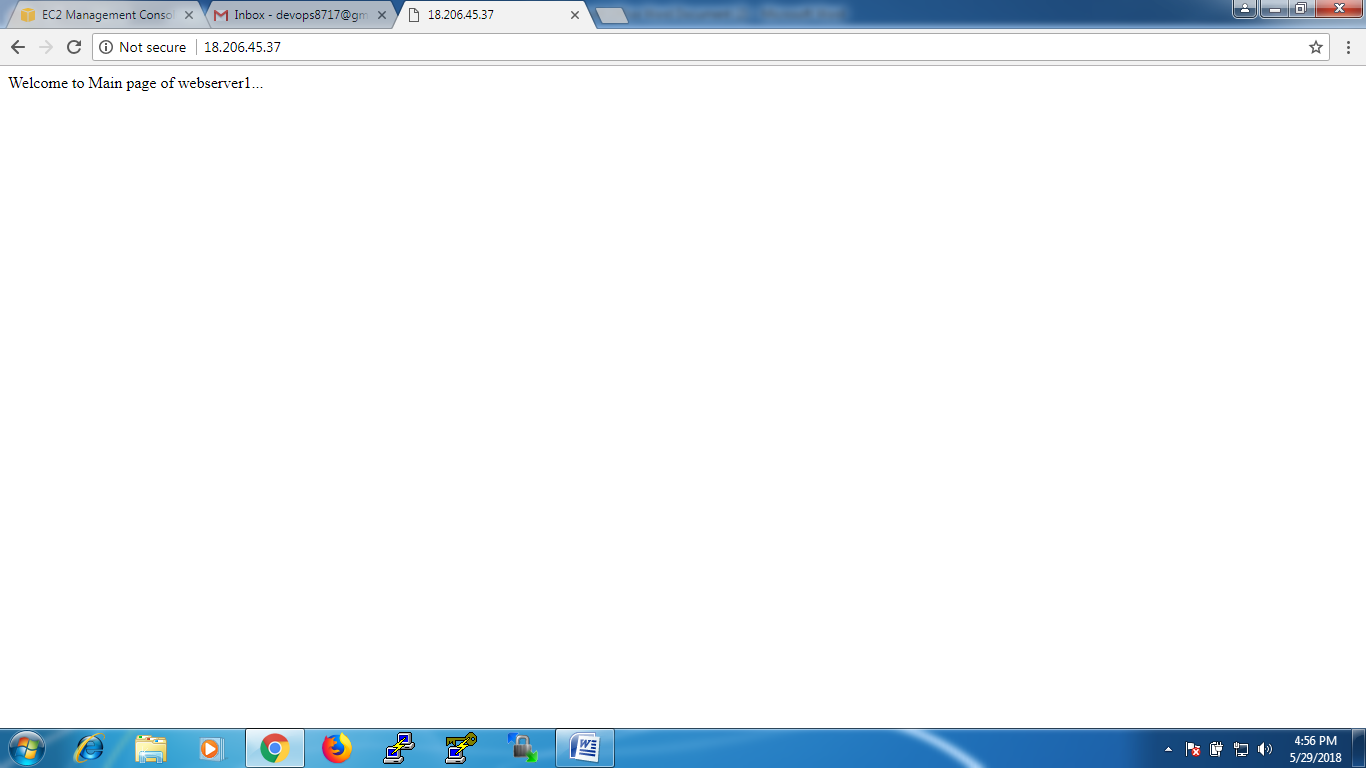 EC2 Management Consol
Inbox - devops8717@gm
18.206.45.37
Not secure
18.206.45.37
Welcome to Main page of webserver1...
4:56 PM
5/29/2018